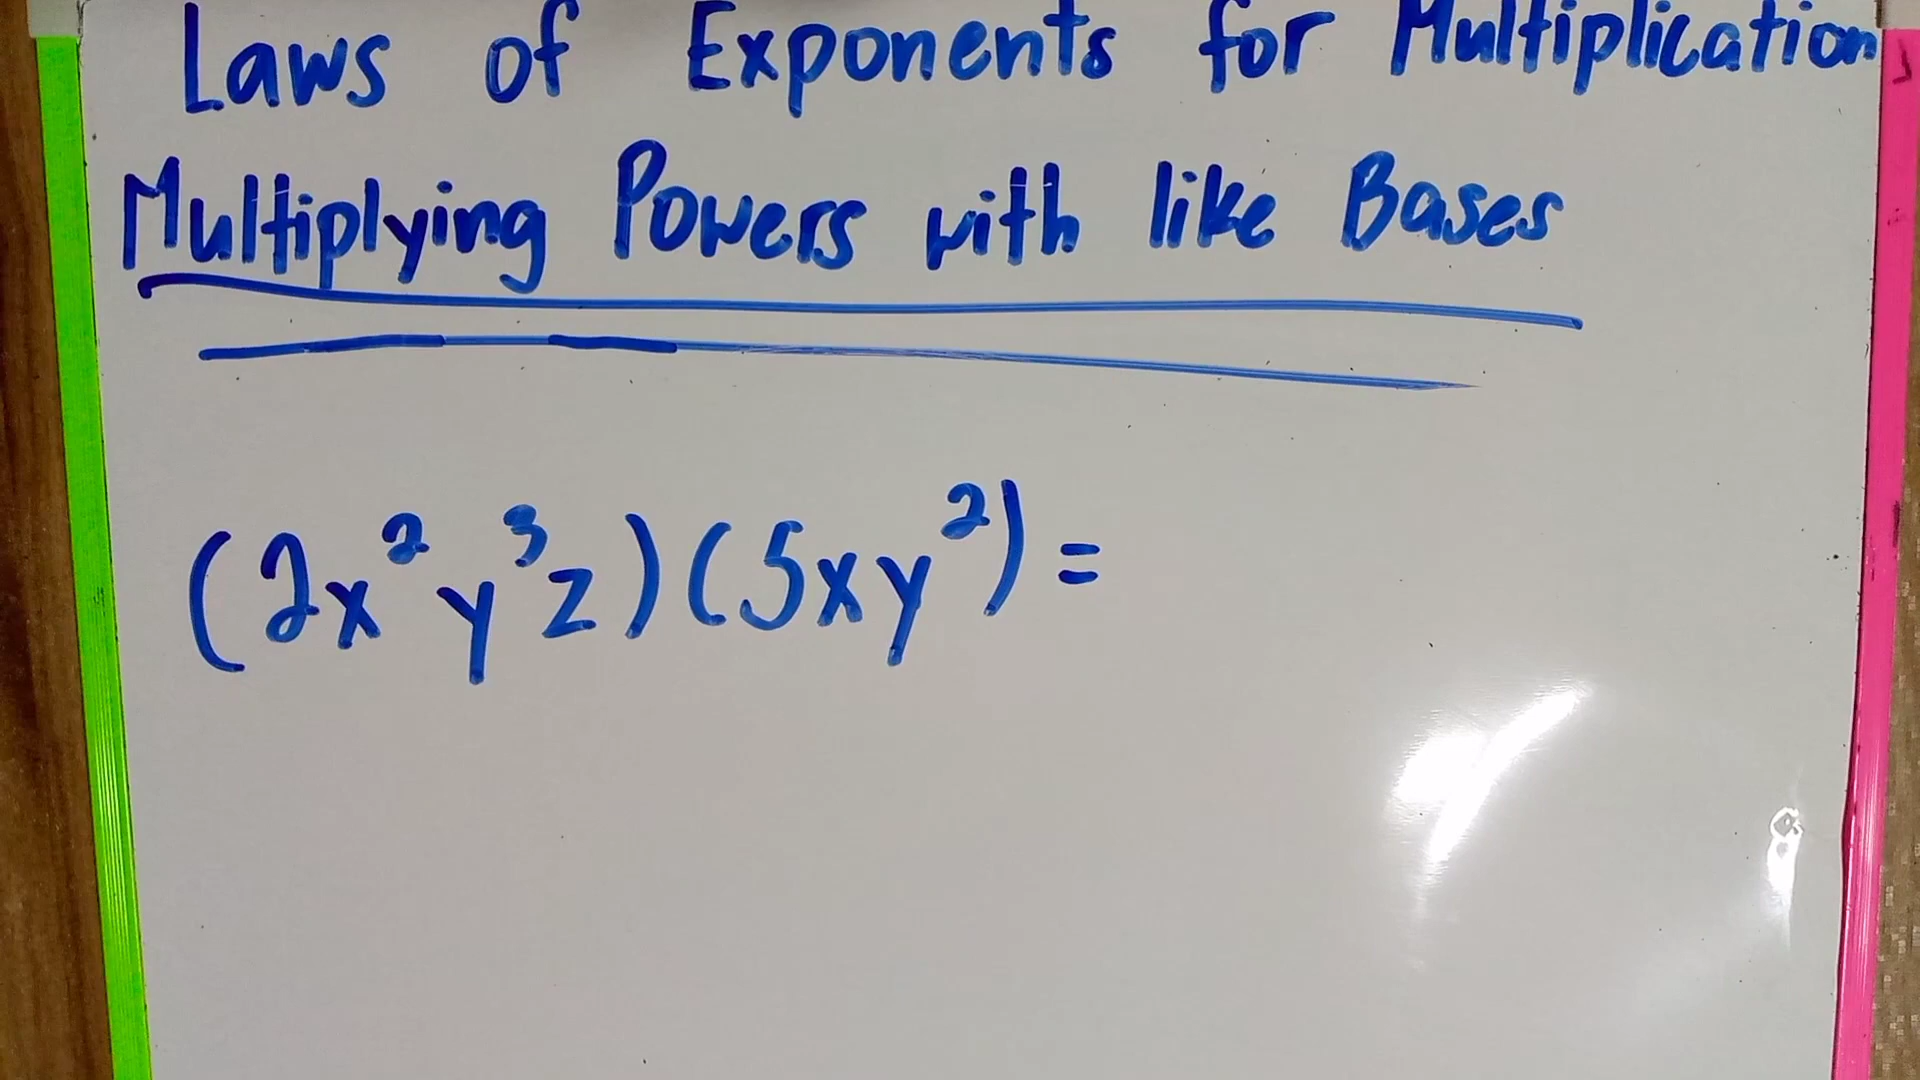 Laws of Exponents for Multiplication
Multiplying Powers with like Bases
(2x²y³z)(5xy²)=